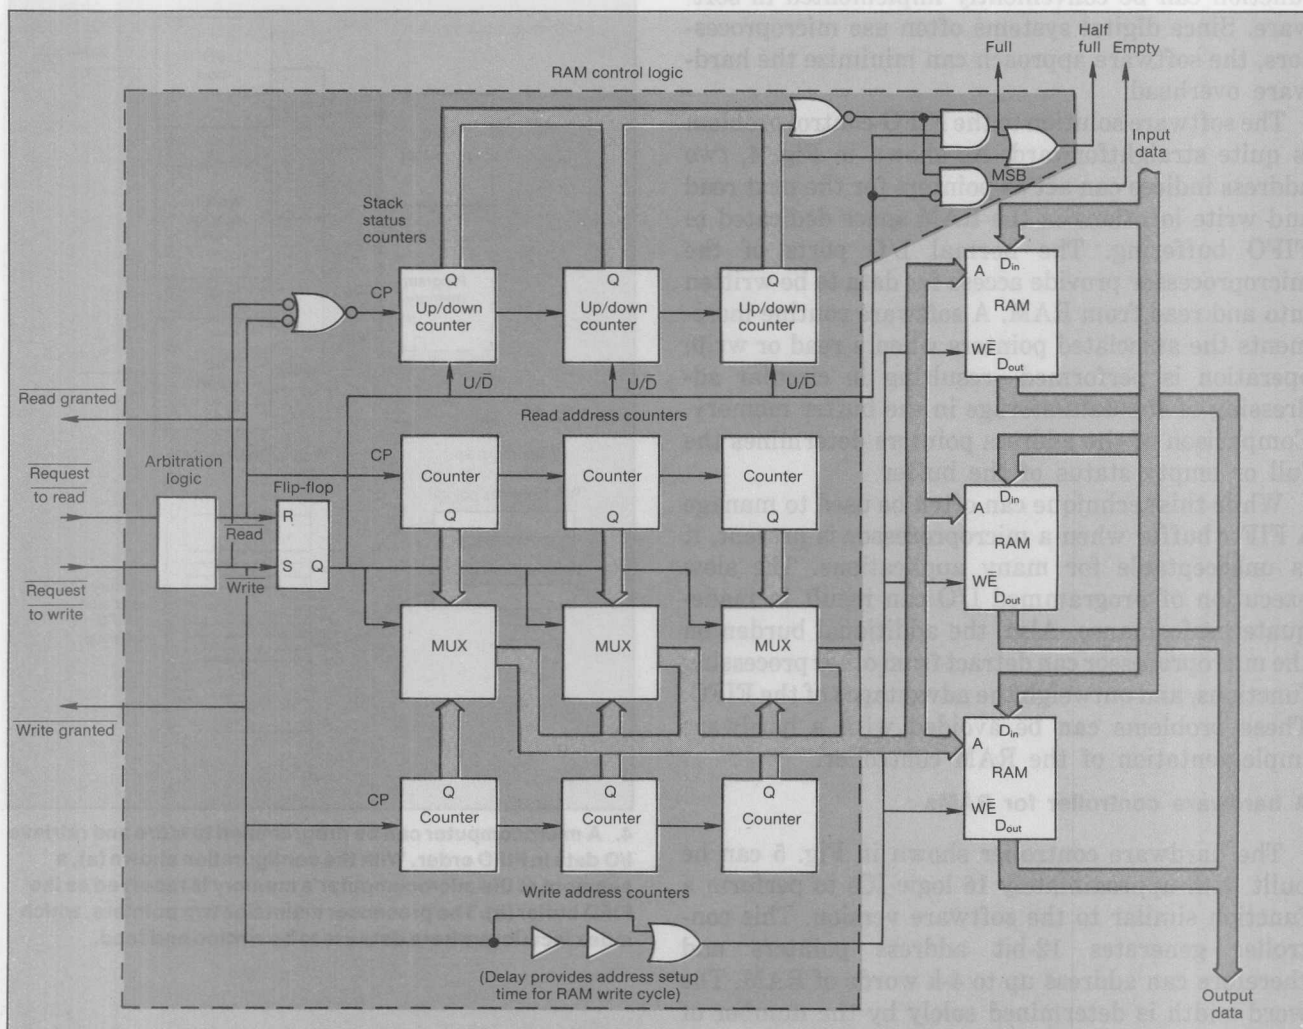 Full
Half
full
Empty
RAM control logic
Input
data
MSB
Stack
status
counters
CP
Q
Up/down
counter
Q
Up/down
counter
Q
Up/down
counter
U/D̅
U/D̅
U/D̅
A
Din
RAM
WE̅
Dout
Read granted
Read address counters
Request
to read
Arbitration
logic
Flip-flop
R
Read
S
Q
Write
Request
to write
CP
Counter
Q
Counter
Q
Counter
Q
Din
A
RAM
WE̅
Dout
MUX
MUX
MUX
Write granted
Din
A
RAM
WE̅
Dout
CP
Q
Counter
Q
Counter
Q
Counter
Write address counters
(Delay provides address setup
time for RAM write cycle)
Output
data